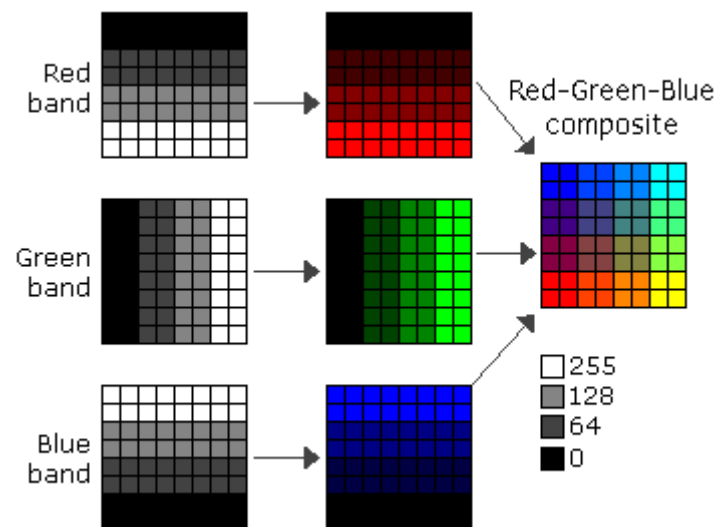 Red
band
Red-Green-Blue
composite
Green
band
Blue
band
255
128
64
0